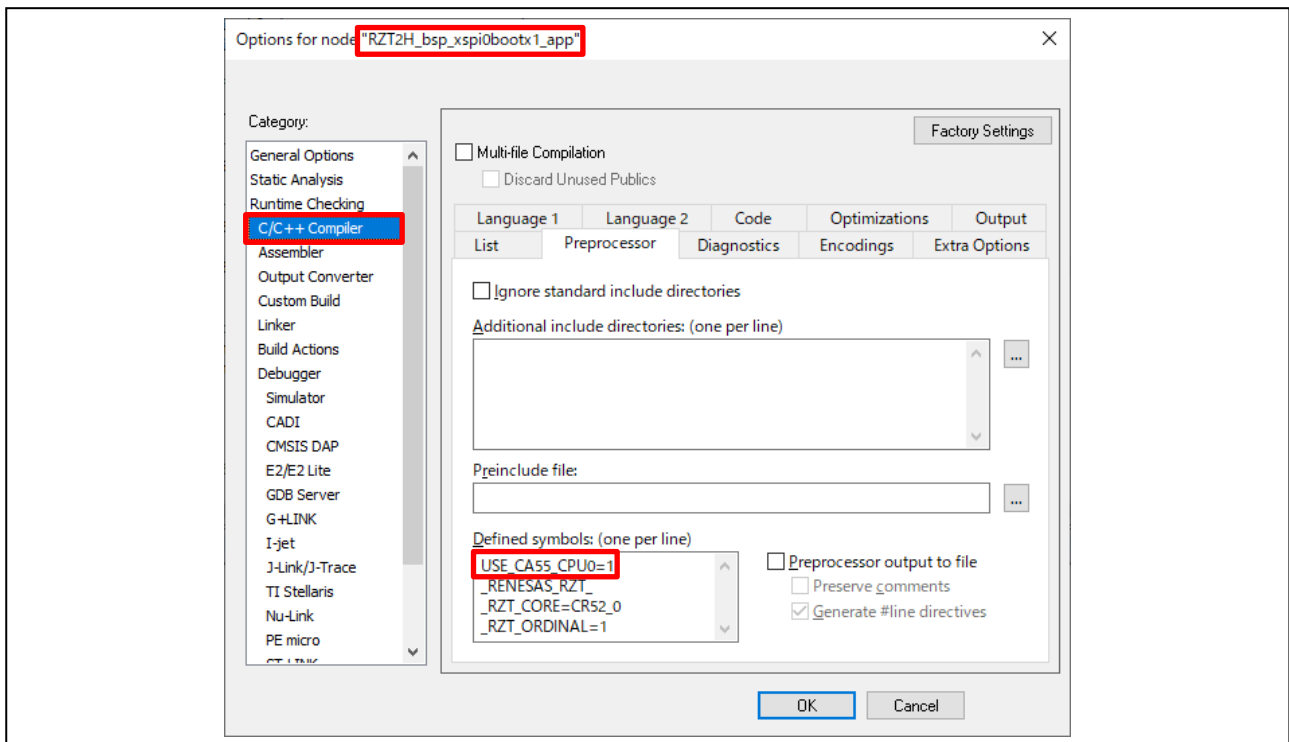 Options for node "RZT2H_bsp_xspi0bootx1_app"
Category:
General Options
Static Analysis
Runtime Checking
C/C++ Compiler
Assembler
Output Converter
Custom Build
Linker
Build Actions
Debugger
Simulator
CADI
CMSIS DAP
E2/E2 Lite
GDB Server
G+LINK
I-jet
J-Link/J-Trace
TI Stellaris
Nu-Link
PE micro
ST-LINK
Factory Settings
Multi-file Compilation
Discard Unused Publics
Language 1 Language 2 Code Optimizations Output
List Preprocessor Diagnostics Encodings Extra Options
Ignore standard include directories
Additional include directories: (one per line)
...
Preinclude file:
...
Defined symbols: (one per line)
USE_CA55_CPU0=1
_RENESAS_RZT_
_RZT_CORE=CR52_0
_RZT_ORDINAL=1
Preprocessor output to file
Preserve comments
Generate #line directives
OK Cancel